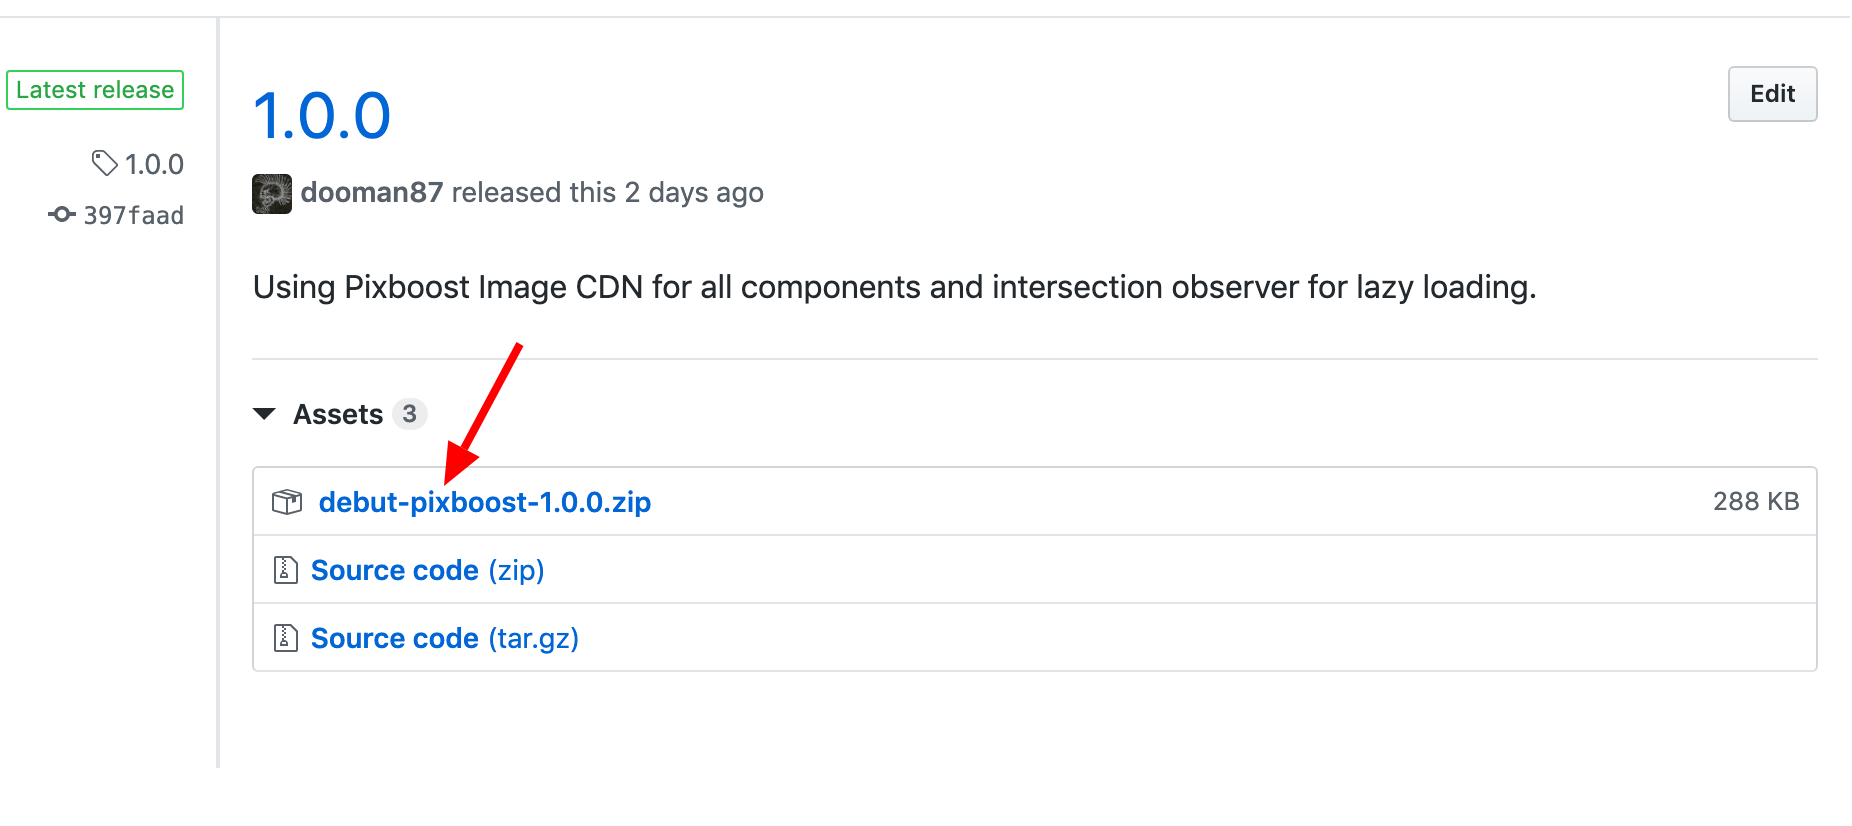 Latest release
1.0.0
397faad
1.0.0
Edit
dooman87 released this 2 days ago
Using Pixboost Image CDN for all components and intersection observer for lazy loading.
Assets 3
debut-pixboost-1.0.0.zip 288 KB
Source code (zip)
Source code (tar.gz)